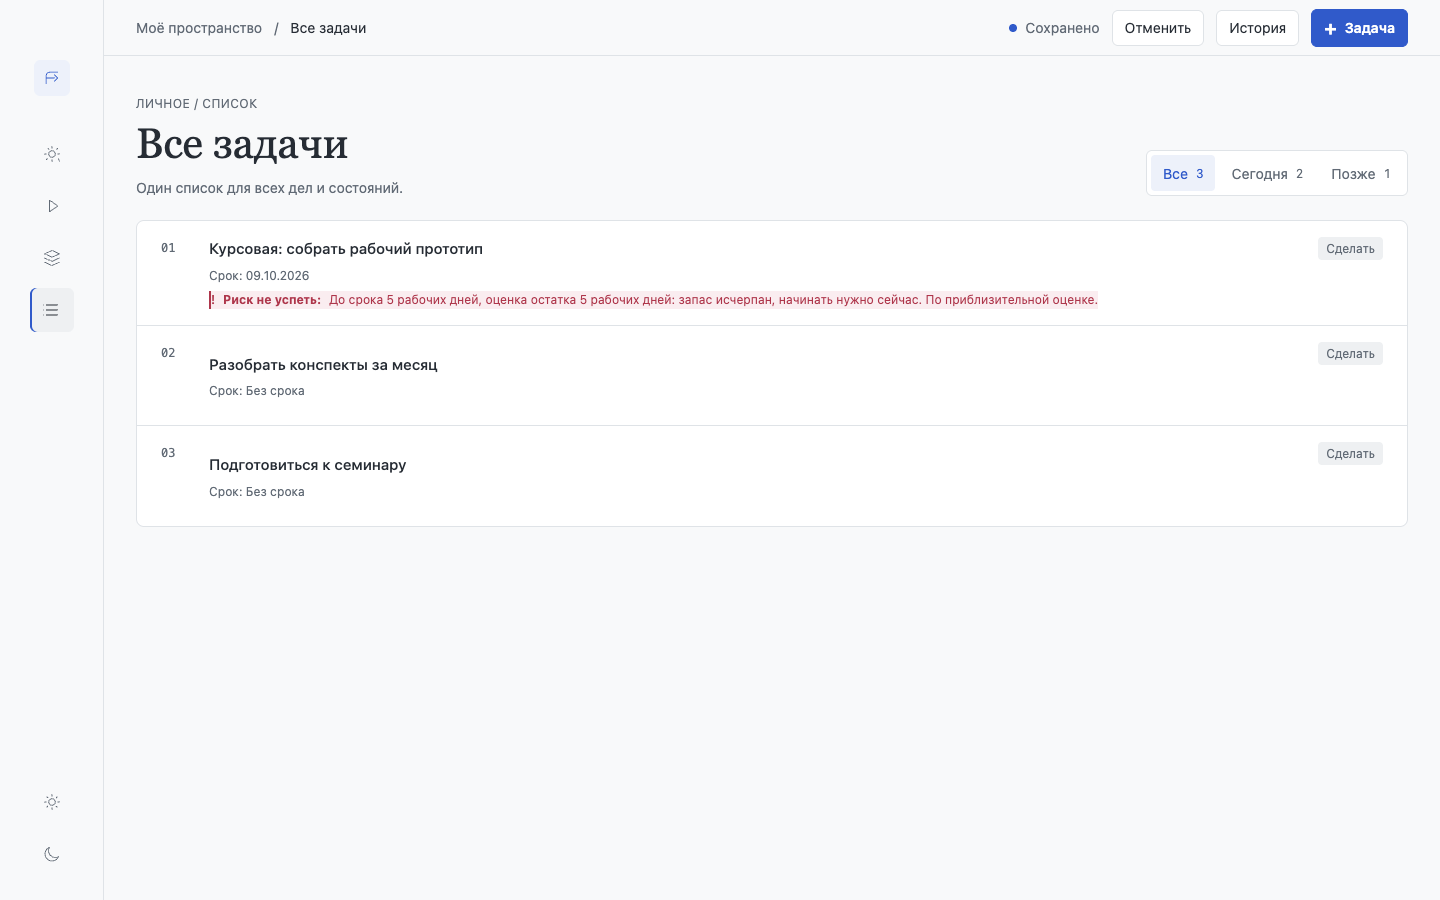 Моё пространство / Все задачи
Сохранено
Отменить
История
+ Задача
ЛИЧНОЕ / СПИСОК
Все задачи
Один список для всех дел и состояний.
Все 3
Сегодня 2
Позже 1
01
Курсовая: собрать рабочий прототип
Сделать
Срок: 09.10.2026
! Риск не успеть: До срока 5 рабочих дней, оценка остатка 5 рабочих дней: запас исчерпан, начинать нужно сейчас. По приблизительной оценке.
02
Разобрать конспекты за месяц
Сделать
Срок: Без срока
03
Подготовиться к семинару
Сделать
Срок: Без срока